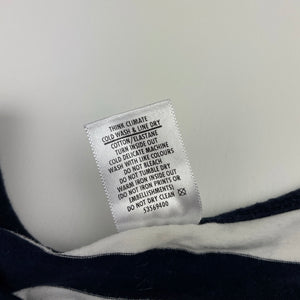 THINK CLIMATE
COLD WASH & LINE DRY
COTTON/ELASTANE
TURN INSIDE OUT
COLD DELICATE MACHINE
WASH WITH LIKE COLOURS
DO NOT BLEACH
DO NOT TUMBLE DRY
WARM IRON INSIDE OUT
(DO NOT IRON PRINTS OR
EMBELLISHMENTS)
DO NOT DRY CLEAN
53569400